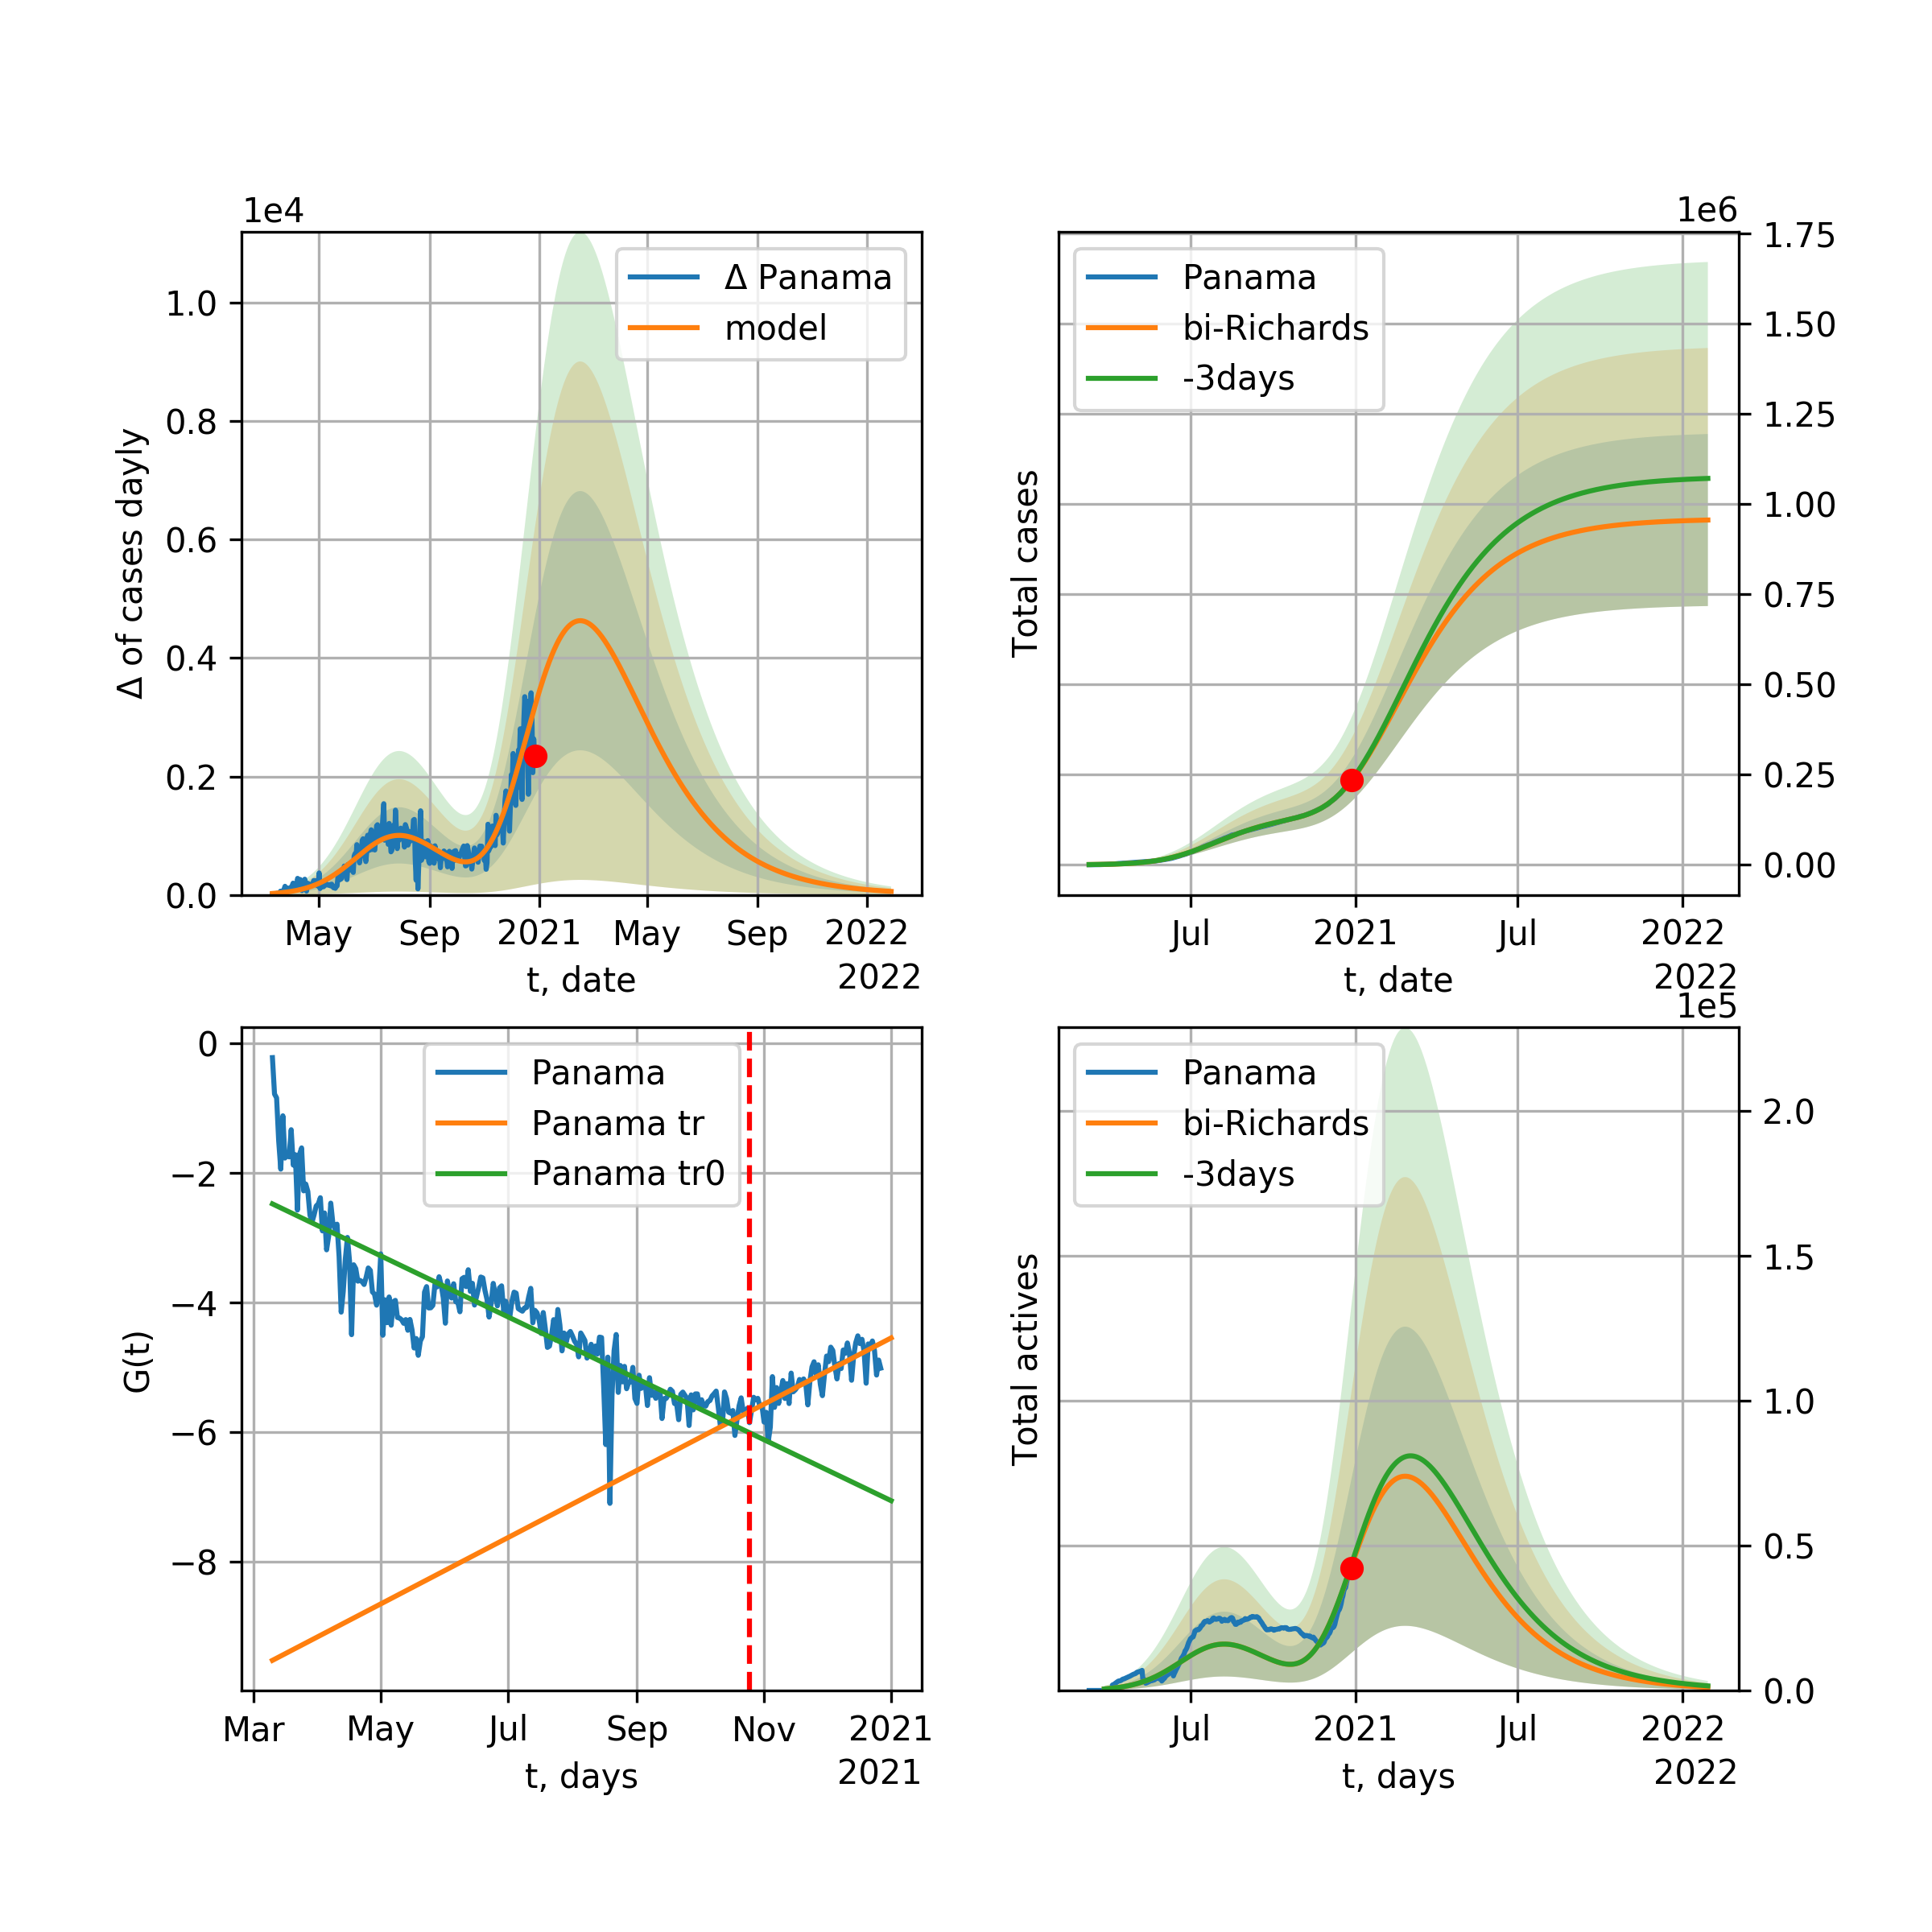 1e4
1.0
0.8
0.6
0.4
0.2
0.0
Δ of cases dayly
Δ Panama
model
May Sep 2021 May Sep 2022
t, date
2022
1e6
1.75
1.50
1.25
1.00
0.75
0.50
0.25
0.00
Total cases
Panama
bi-Richards
-3days
Jul 2021 Jul 2022
t, date
2022
0
−2
−4
−6
−8
G(t)
Panama
Panama tr
Panama tr0
Mar May Jul Sep Nov 2021
t, days
2021
1e5
2.0
1.5
1.0
0.5
0.0
Total actives
Panama
bi-Richards
-3days
Jul 2021 Jul 2022
t, days
2022